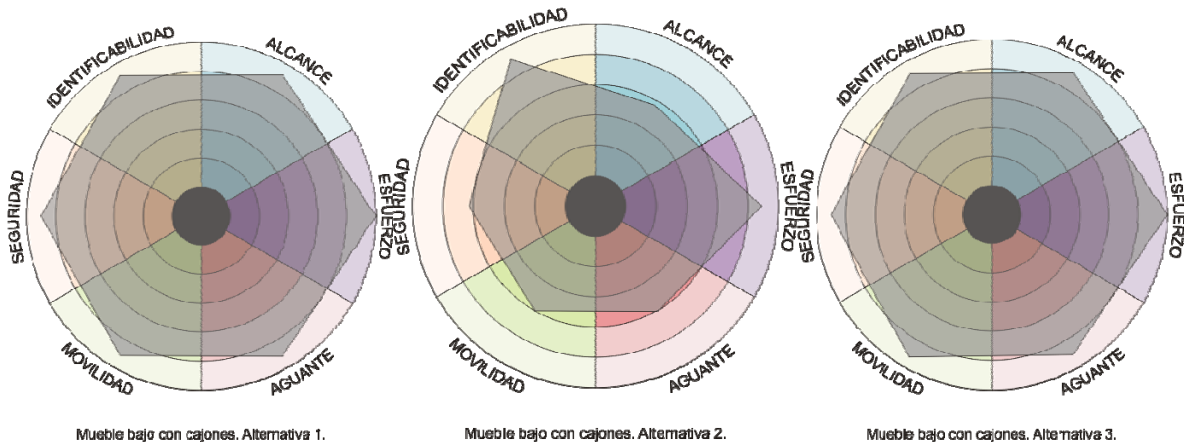 IDENTIFICABILIDAD
ALCANCE
SEGURIDAD
ESFUERZO
MOVILIDAD
AGUANTE
Mueble bajo con cajones. Alternativa 1.
IDENTIFICABILIDAD
ALCANCE
SEGURIDAD
ESFUERZO
MOVILIDAD
AGUANTE
Mueble bajo con cajones. Alternativa 2.
IDENTIFICABILIDAD
ALCANCE
SEGURIDAD
ESFUERZO
MOVILIDAD
AGUANTE
Mueble bajo con cajones. Alternativa 3.